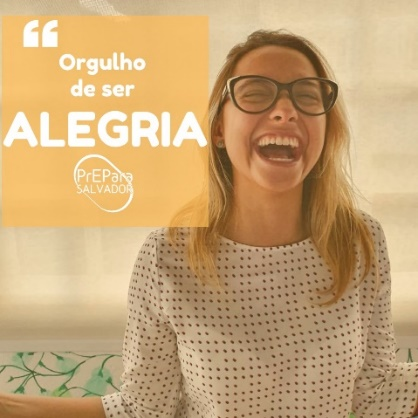 “
Orgulho
de ser
ALEGRIA
PrEPara
SALVADOR